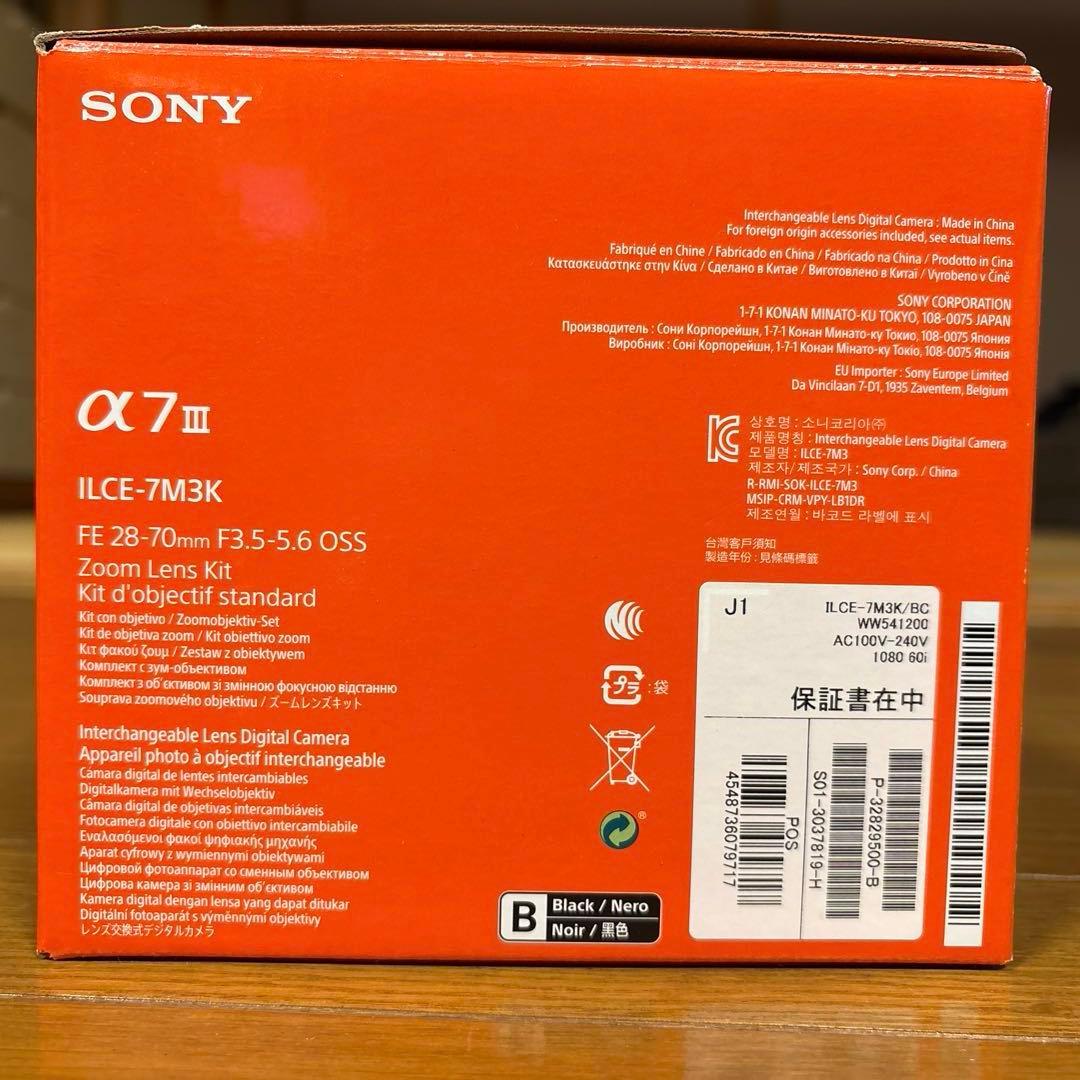 SONY
Interchangeable Lens Digital Camera : Made in China
For foreign origin accessories included, see actual items.
Fabriqué en Chine / Fabricado en China / Fabricado na China / Prodotto in Cina
Κατασκευάστηκε στην Κίνα / Сделано в Китае / Виготовлено в Китаї / Vyrobeno v Číně
SONY CORPORATION
1-7-1 KONAN MINATO-KU TOKYO, 108-0075 JAPAN
Производитель : Сони Корпорейшн, 1-7-1 Конан Минато-ку Токио, 108-0075 Япония
Виробник : Соні Корпорейшн, 1-7-1 Конан Мінато-ку Токіо, 108-0075 Японія
EU Importer : Sony Europe Limited
Da Vincilaan 7-D1, 1935 Zaventem, Belgium
α7III
ILCE-7M3K
FE 28-70mm F3.5-5.6 OSS
Zoom Lens Kit
Kit d'objectif standard
Kit con objetivo / Zoomobjektiv-Set
Kit de objetiva zoom / Kit obiettivo zoom
Κιτ φακού ζουμ / Zestaw z obiektywem
Комплект с зум-объективом
Комплект з об'єктивом зі змінною фокусною відстанню
Souprava zoomového objektivu / ズームレンズキット
Interchangeable Lens Digital Camera
Appareil photo à objectif interchangeable
Cámara digital de lentes intercambiables
Digitalkamera mit Wechselobjektiv
Câmara digital de objetivas intercambiáveis
Fotocamera digitale con obiettivo intercambiabile
Εναλασόμενοι φακοί ψηφιακής μηχανής
Aparat cyfrowy z wymiennymi obiektywami
Цифровой фотоаппарат со сменным объективом
Цифрова камера зі змінним об'єктивом
Kamera digital dengan lensa yang dapat ditukar
Digitální fotoaparát s výměnnými objektivy
レンズ交換式デジタルカメラ
상호명 : 소니코리아㈜
제품명칭 : Interchangeable Lens Digital Camera
모델명 : ILCE-7M3
제조자/제조국가 : Sony Corp. / China
R-RMI-SOK-ILCE-7M3
MSIP-CRM-VPY-LB1DR
제조연월 : 바코드 라벨에 표시
台灣客戶須知
製造年份 : 見條碼標籤
プラ : 袋
®
B
Black / Nero
Noir / 黒色
J1
ILCE-7M3K/BC
WW541200
AC100V-240V
1080 60i
保証書在中
POS
4548736079717
S01-3037819-H
P-32829500-B